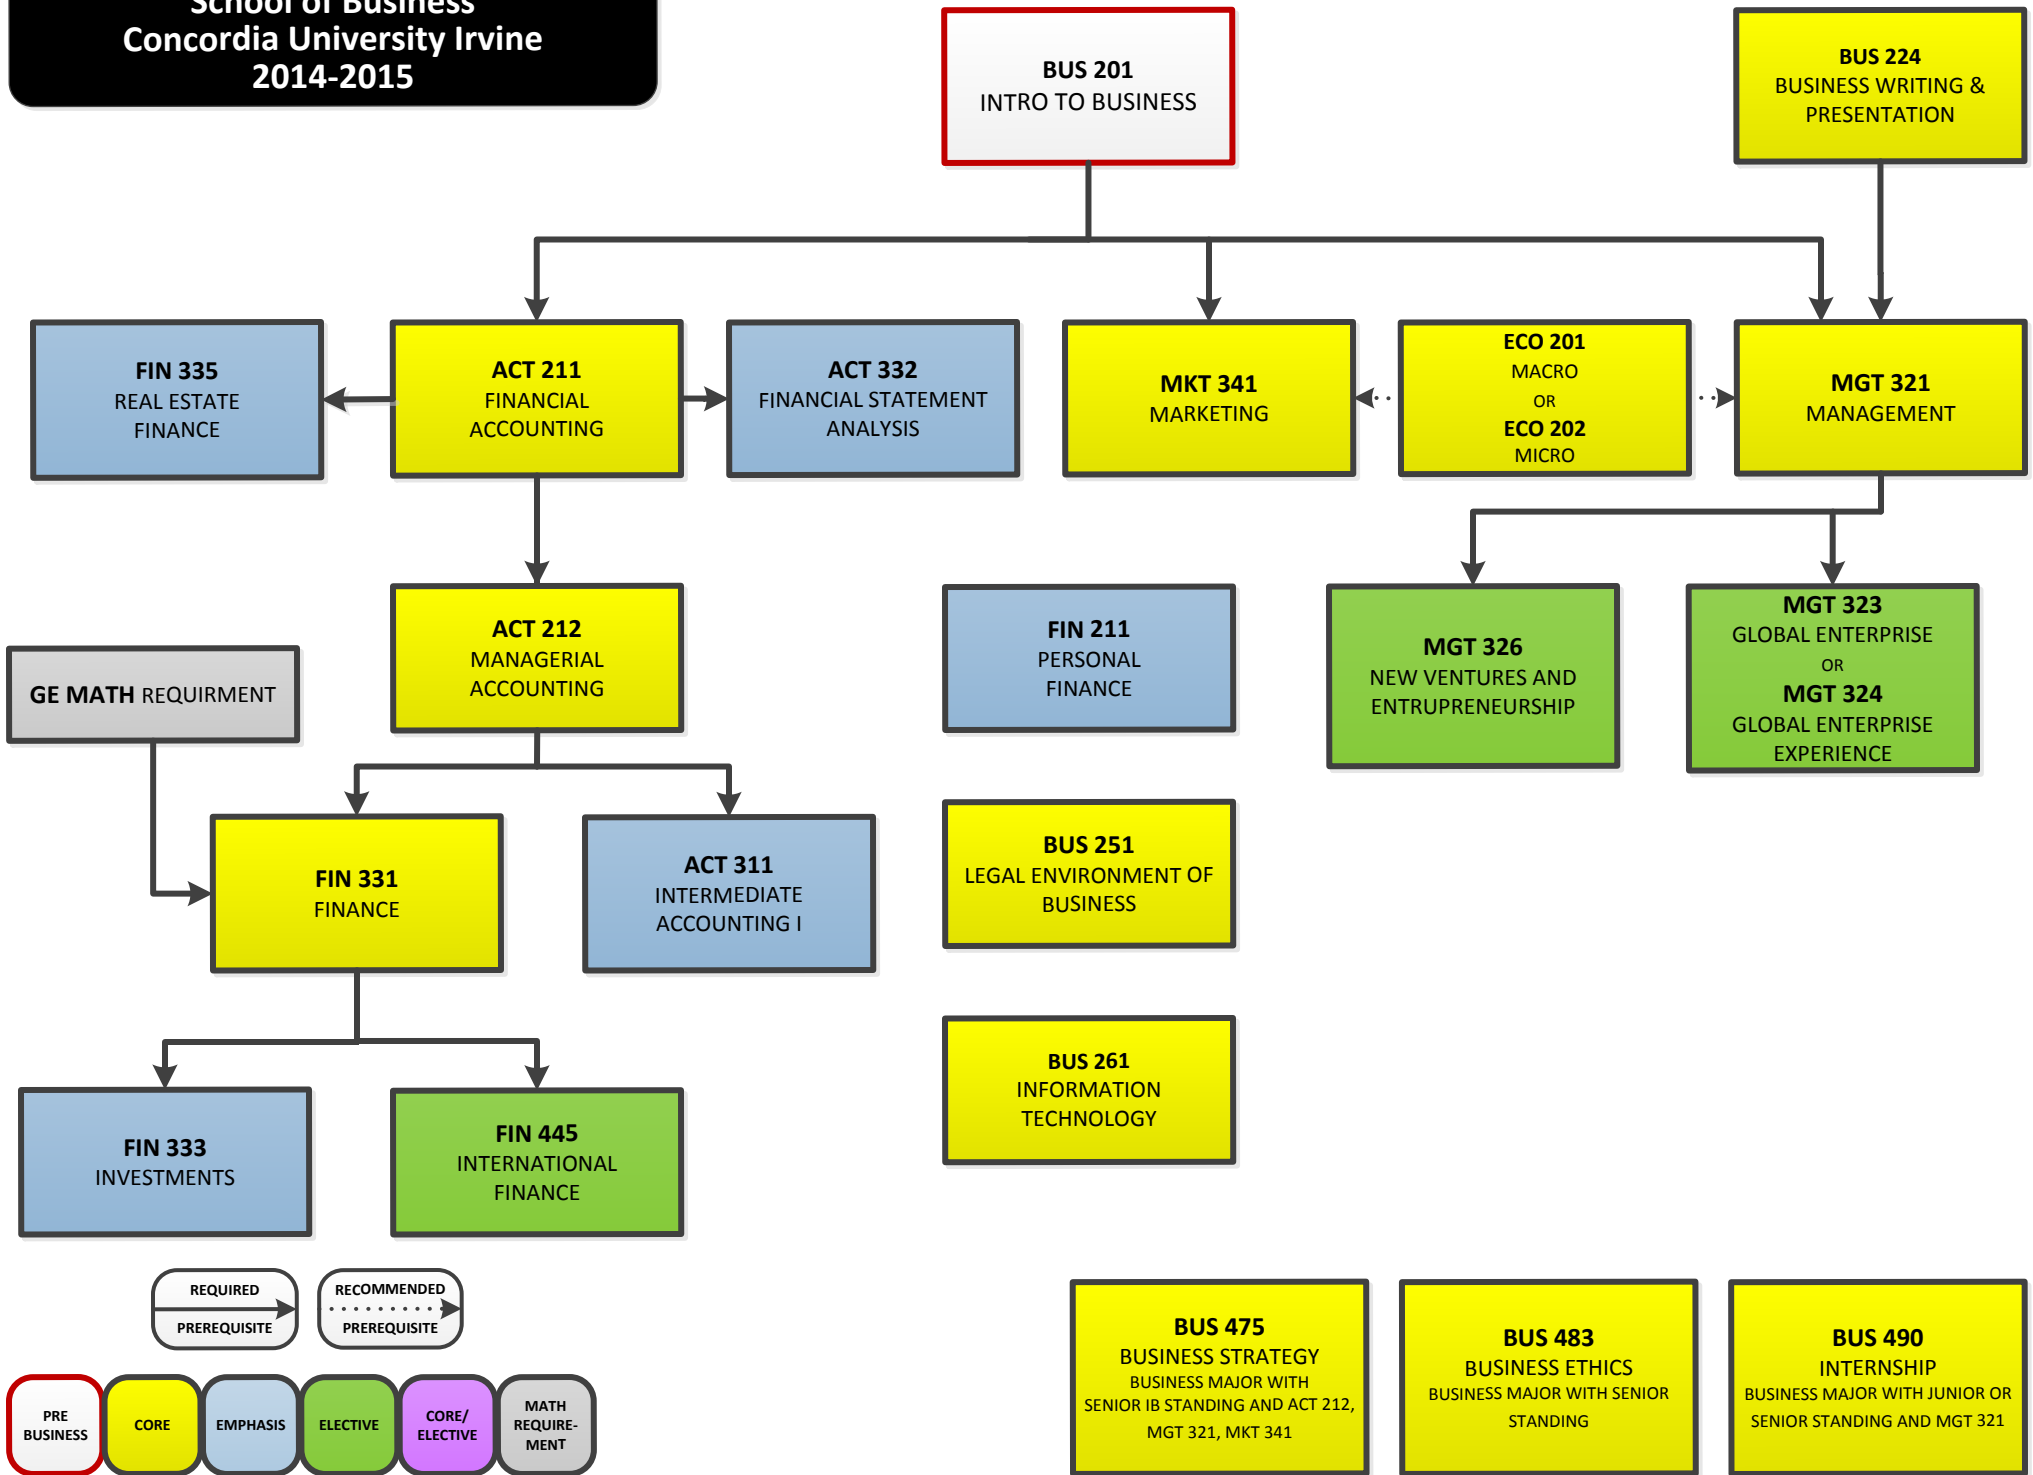 School of Business
Concordia University Irvine
2014-2015
BUS 201
INTRO TO BUSINESS
BUS 224
BUSINESS WRITING &
PRESENTATION
FIN 335
REAL ESTATE
FINANCE
ACT 211
FINANCIAL
ACCOUNTING
ACT 332
FINANCIAL STATEMENT
ANALYSIS
MKT 341
MARKETING
ECO 201
MACRO
OR
ECO 202
MICRO
MGT 321
MANAGEMENT
ACT 212
MANAGERIAL
ACCOUNTING
FIN 211
PERSONAL
FINANCE
MGT 326
NEW VENTURES AND
ENTRUPRENEURSHIP
MGT 323
GLOBAL ENTERPRISE
OR
MGT 324
GLOBAL ENTERPRISE
EXPERIENCE
GE MATH REQUIRMENT
FIN 331
FINANCE
ACT 311
INTERMEDIATE
ACCOUNTING I
BUS 251
LEGAL ENVIRONMENT OF
BUSINESS
BUS 261
INFORMATION
TECHNOLOGY
FIN 333
INVESTMENTS
FIN 445
INTERNATIONAL
FINANCE
REQUIRED
PREREQUISITE
RECOMMENDED
PREREQUISITE
PRE
BUSINESS
CORE
EMPHASIS
ELECTIVE
CORE/
ELECTIVE
MATH
REQUIRE-
MENT
BUS 475
BUSINESS STRATEGY
BUSINESS MAJOR WITH
SENIOR IB STANDING AND ACT 212,
MGT 321, MKT 341
BUS 483
BUSINESS ETHICS
BUSINESS MAJOR WITH SENIOR
STANDING
BUS 490
INTERNSHIP
BUSINESS MAJOR WITH JUNIOR OR
SENIOR STANDING AND MGT 321